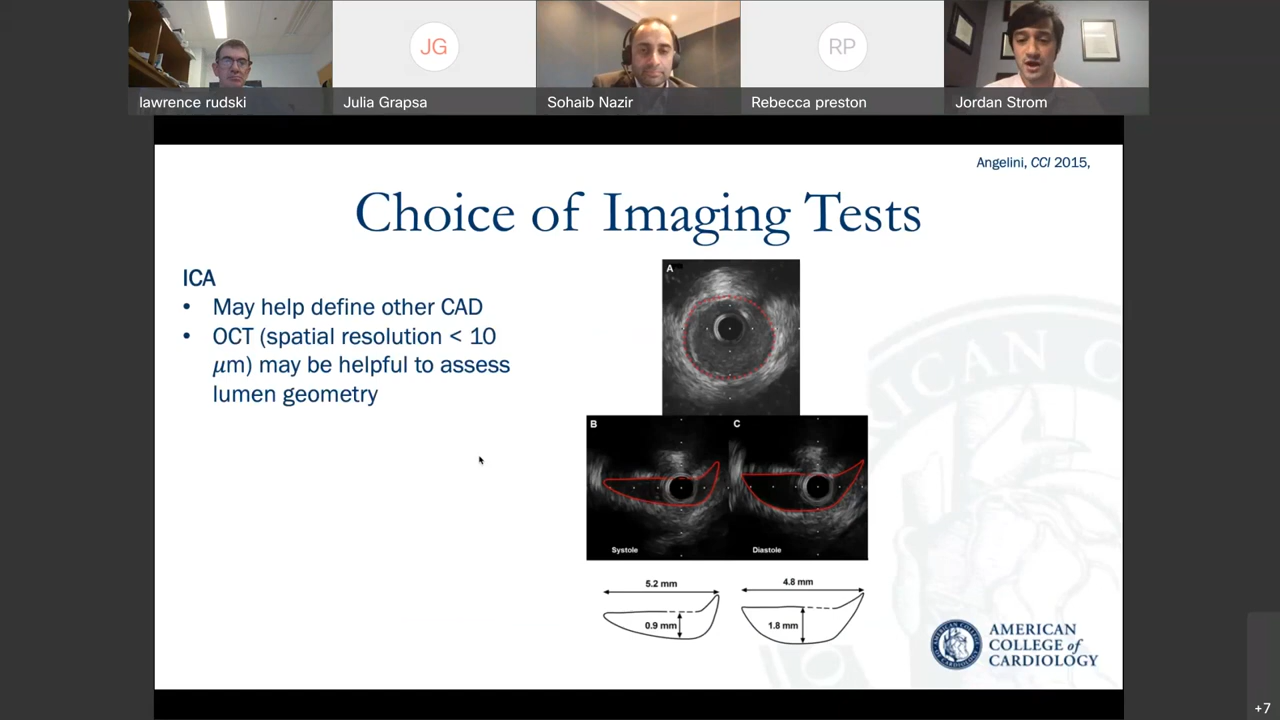 JG
RP
lawrence rudski
Julia Grapsa
Sohaib Nazir
Rebecca preston
Jordan Strom
Angelini, CCI 2015,
Choice of Imaging Tests
ICA
• May help define other CAD
• OCT (spatial resolution < 10
μm) may be helpful to assess
lumen geometry
A
B
C
Systole
Diastole
5.2 mm
4.8 mm
0.9 mm
1.8 mm
AMERICAN
COLLEGE of
CARDIOLOGY
+7